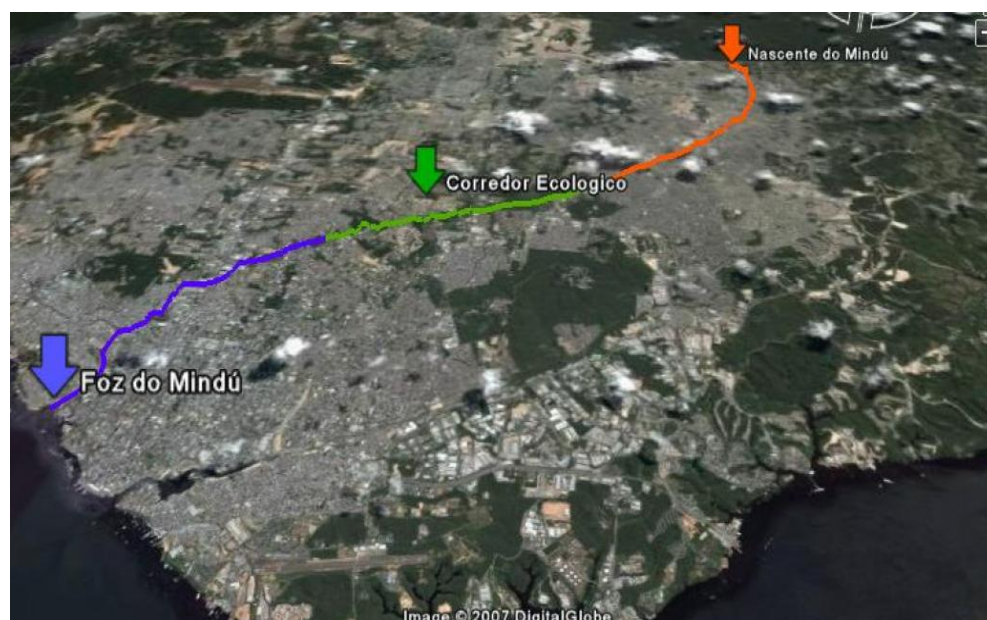 Nascente do Mindú
Corredor Ecologico
Foz do Mindú
Image © 2007 DigitalGlobe